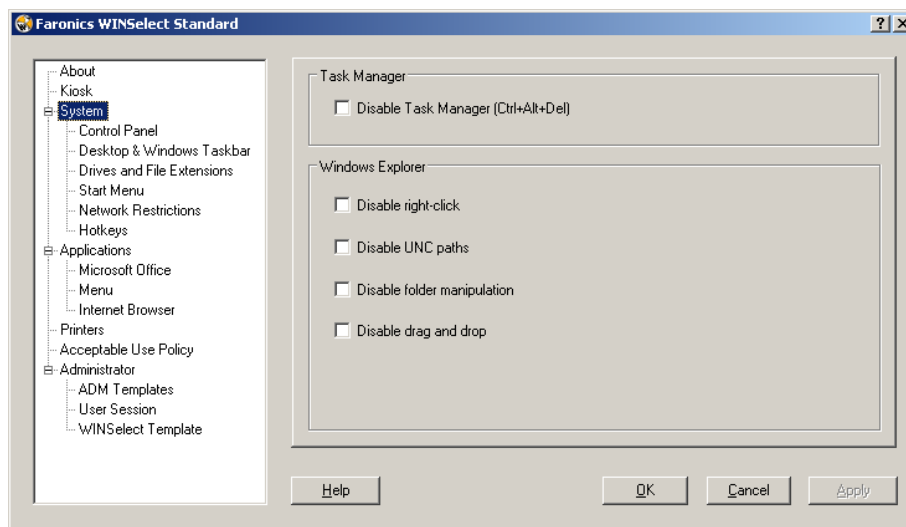 Faronics WINSelect Standard
About
Kiosk
System
Control Panel
Desktop & Windows Taskbar
Drives and File Extensions
Start Menu
Network Restrictions
Hotkeys
Applications
Microsoft Office
Menu
Internet Browser
Printers
Acceptable Use Policy
Administrator
ADM Templates
User Session
WINSelect Template
Task Manager
Disable Task Manager (Ctrl+Alt+Del)
Windows Explorer
Disable right-click
Disable UNC paths
Disable folder manipulation
Disable drag and drop
Help
OK
Cancel
Apply